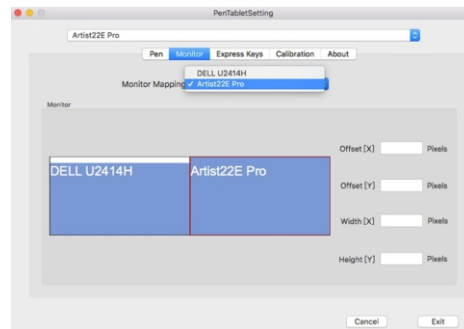 PenTabletSetting
Artist22E Pro
Pen Monitor Express Keys Calibration About
DELL U2414H
Monitor Mapping ✓ Artist22E Pro
Monitor
Offset [X] Pixels
DELL U2414H Artist22E Pro
Offset [Y] Pixels
Width [X] Pixels
Height [Y] Pixels
Cancel Exit